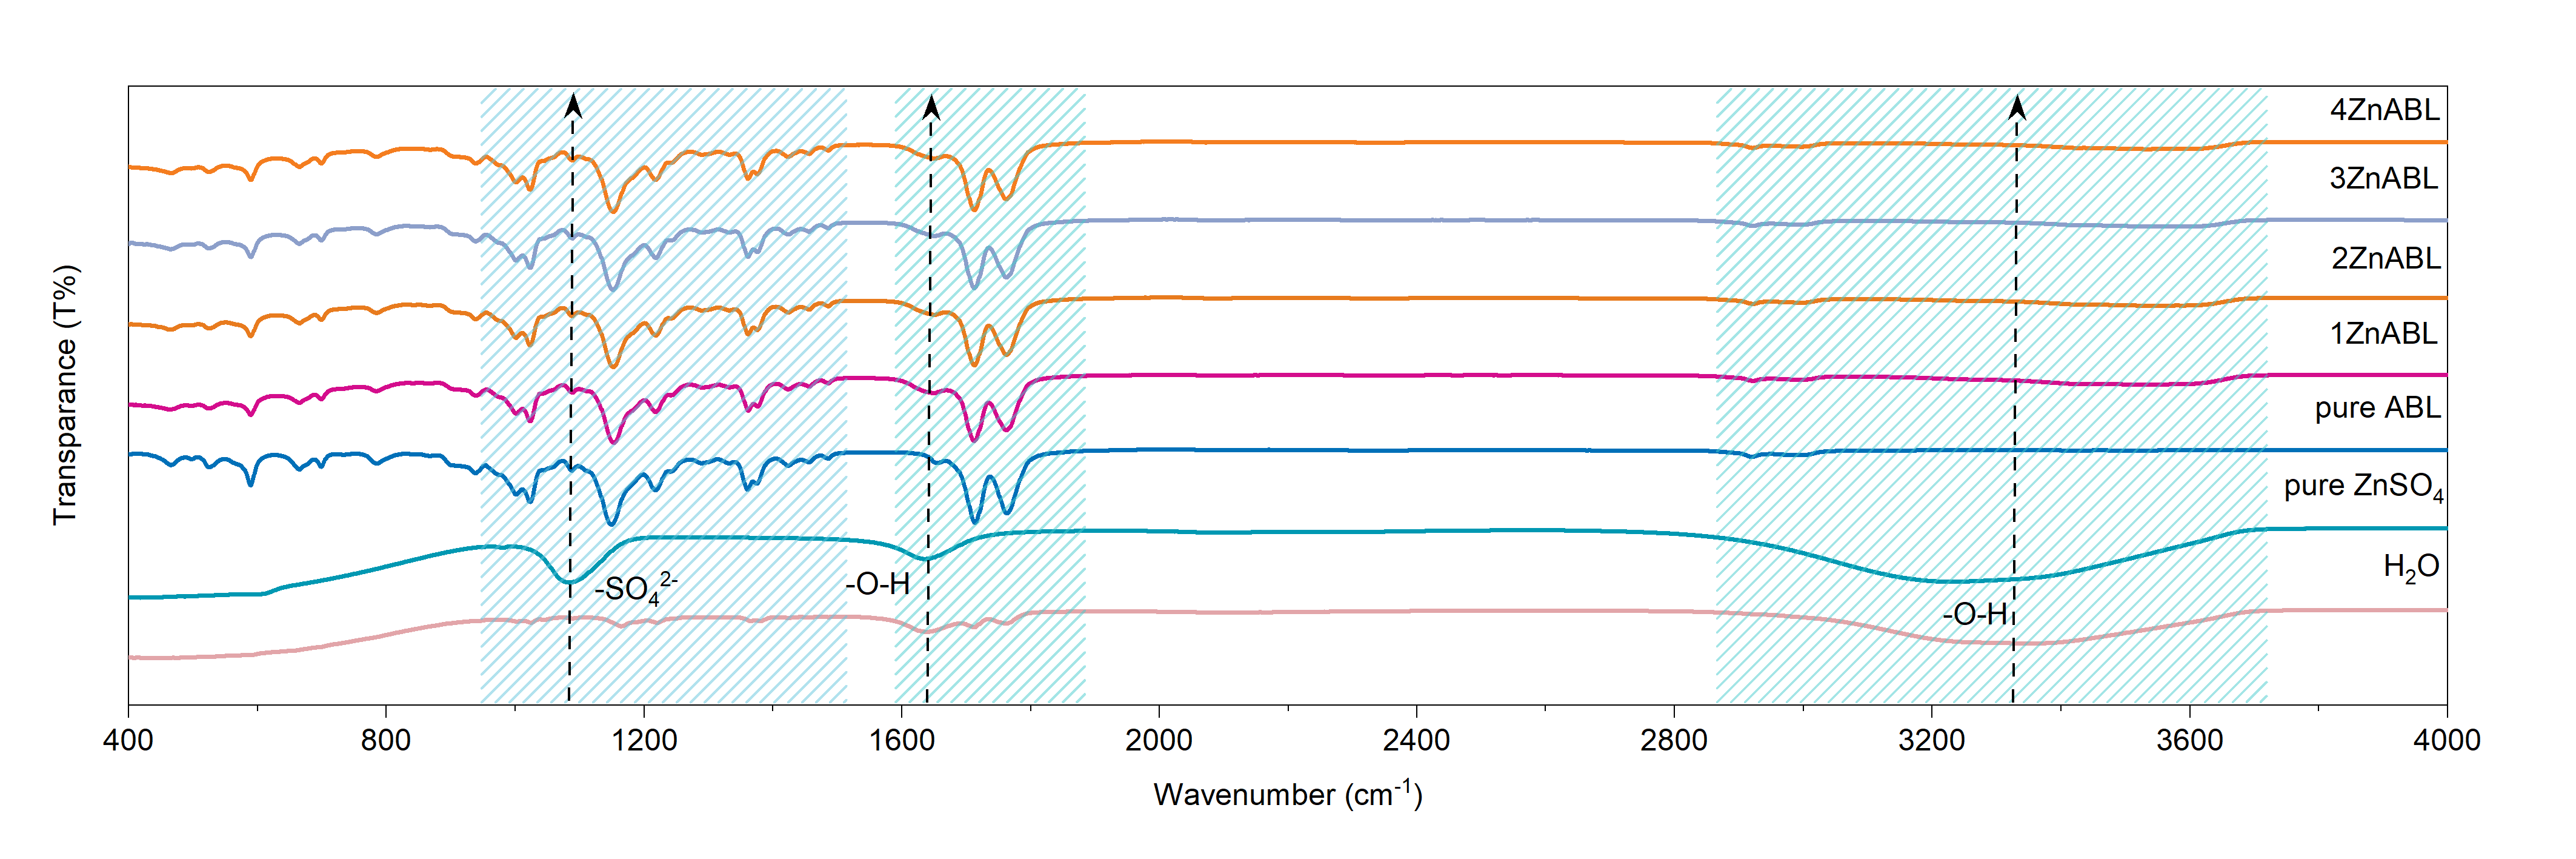 4ZnABL
3ZnABL
2ZnABL
1ZnABL
pure ABL
pure ZnSO₄
H₂O
-SO₄²⁻
-O-H
-O-H
Transparance (T%)
400 800 1200 1600 2000 2400 2800 3200 3600 4000
Wavenumber (cm⁻¹)